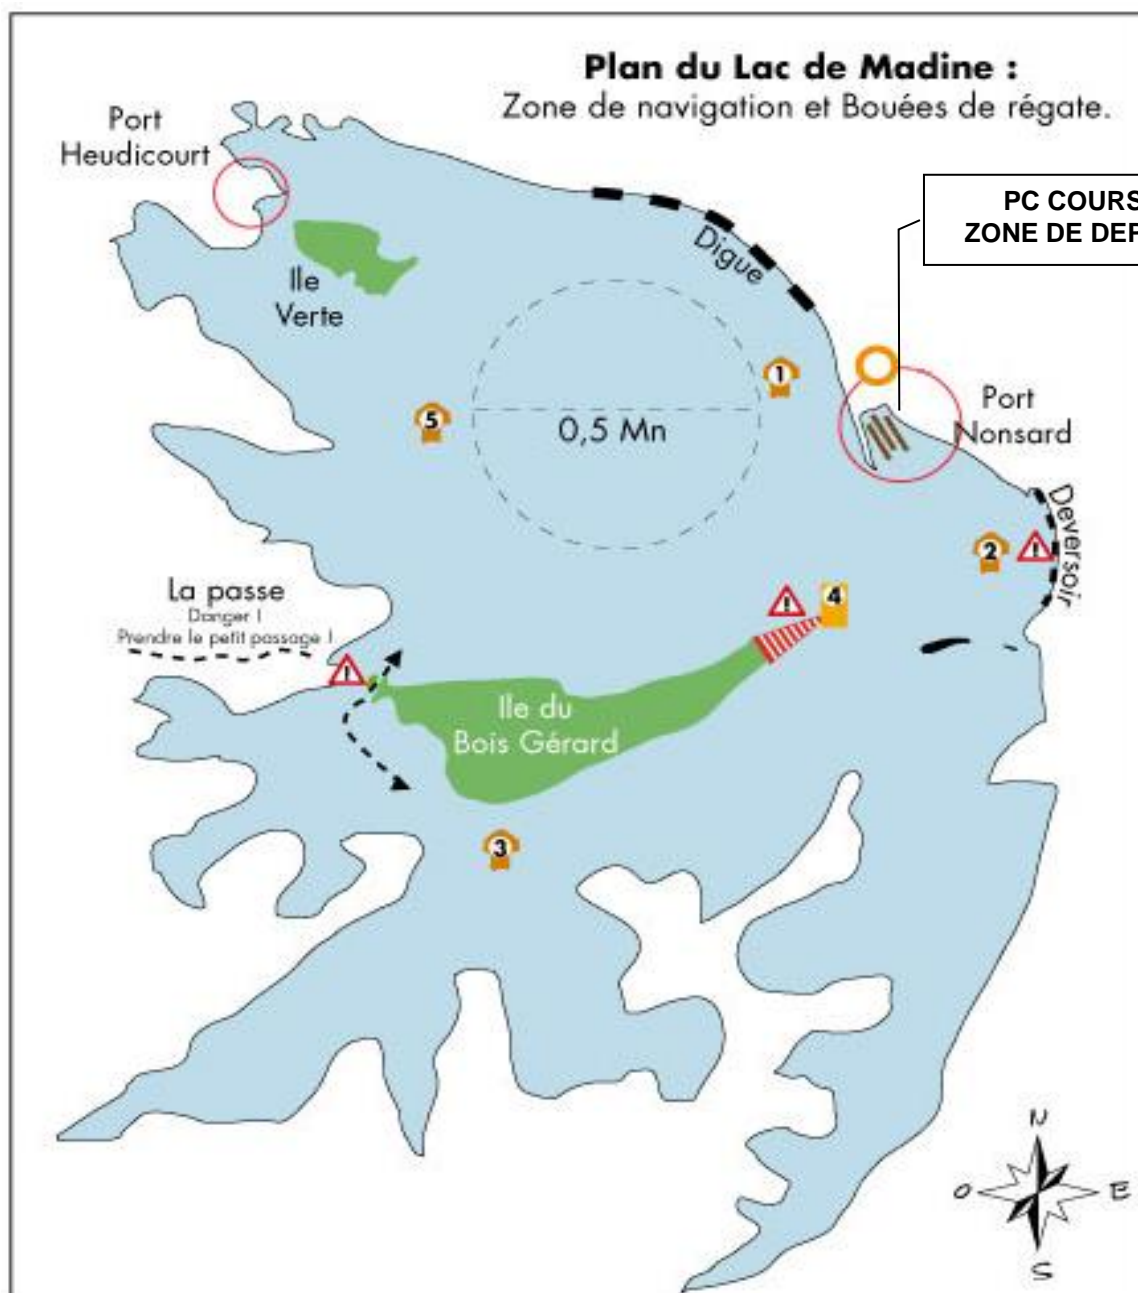 Plan du Lac de Madine :
Zone de navigation et Bouées de régate.
Port
Heudicourt
PC COURS
ZONE DE DEP
Digue
Ile
Verte
1
5
0,5 Mn
Port
Nonsard
Deversoir
2
!
La passe
Danger !
Prendre le petit passage !
!
4
!
Ile du
Bois Gérard
3
N
O
E
S